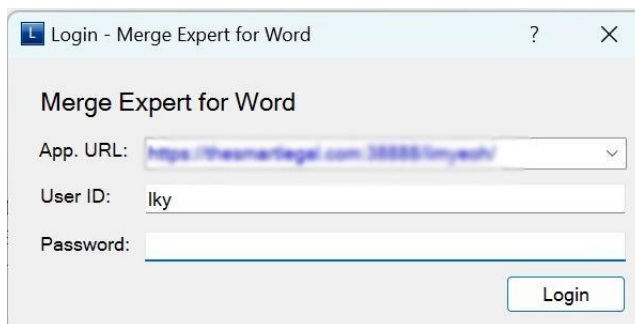 L Login - Merge Expert for Word ? X
Merge Expert for Word
App. URL:
User ID: lky
Password:
Login